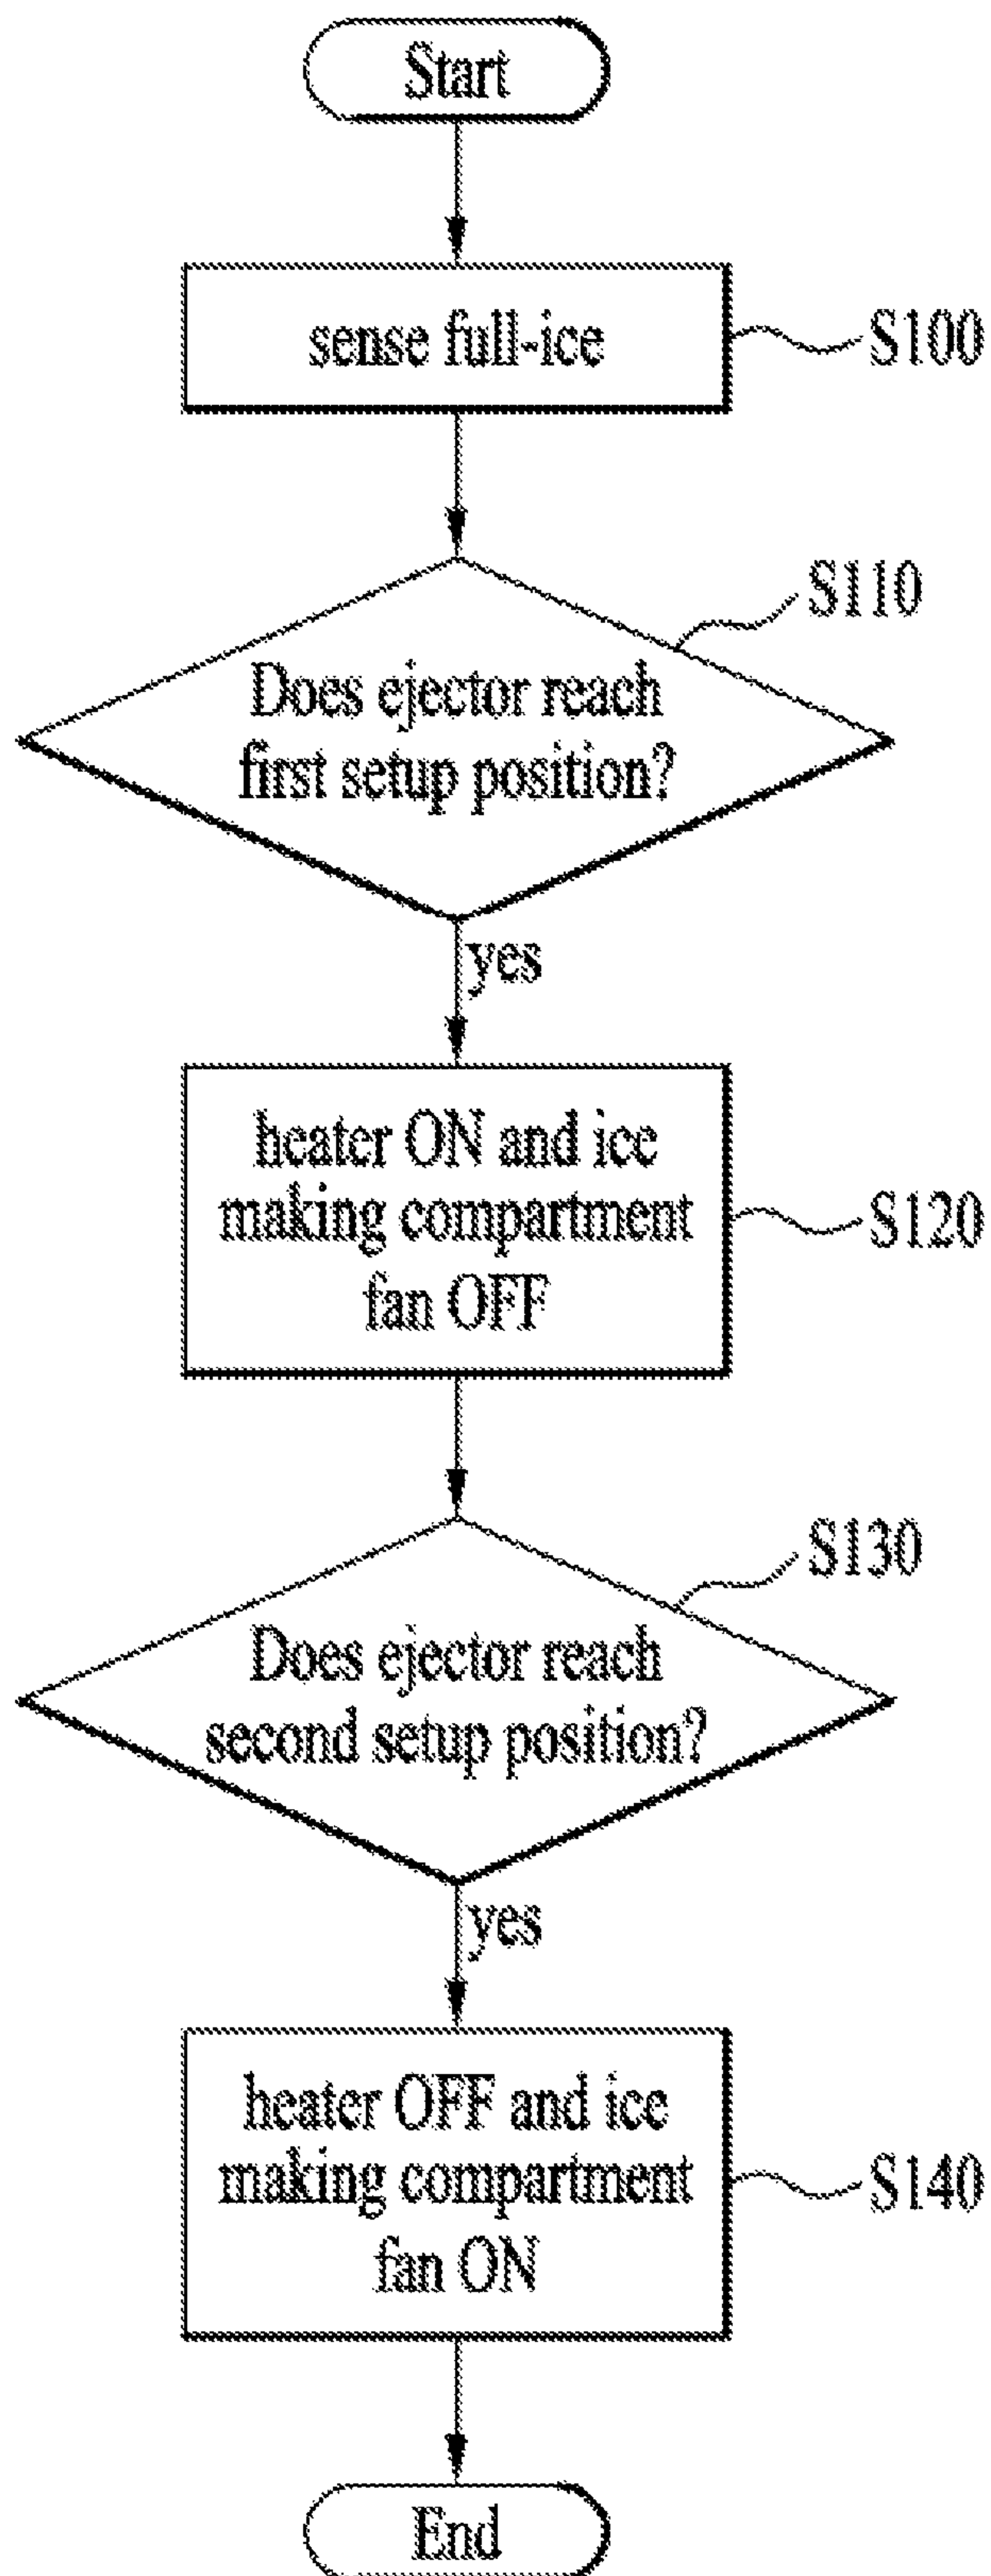 Start
sense full-ice
S100
S110
Does ejector reach
first setup position?
yes
heater ON and ice
making compartment
fan OFF
S120
S130
Does ejector reach
second setup position?
yes
heater OFF and ice
making compartment
fan ON
S140
End